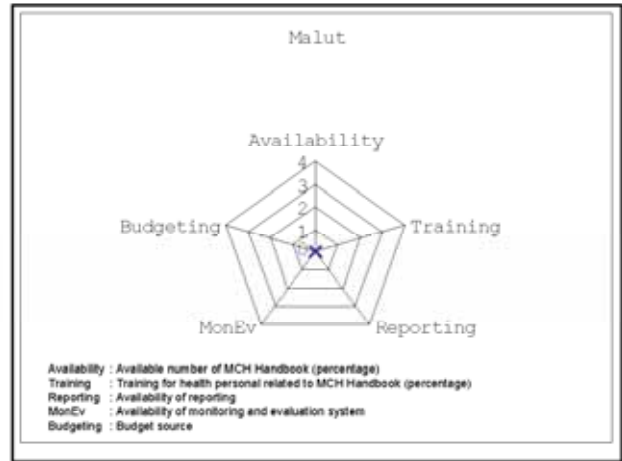 Malut
Availability
4
3
2
1
0
Budgeting
Training
MonEv
Reporting
Availability : Available number of MCH Handbook (percentage)
Training : Training for health personal related to MCH Handbook (percentage)
Reporting : Availability of reporting
MonEv : Availability of monitoring and evaluation system
Budgeting : Budget source